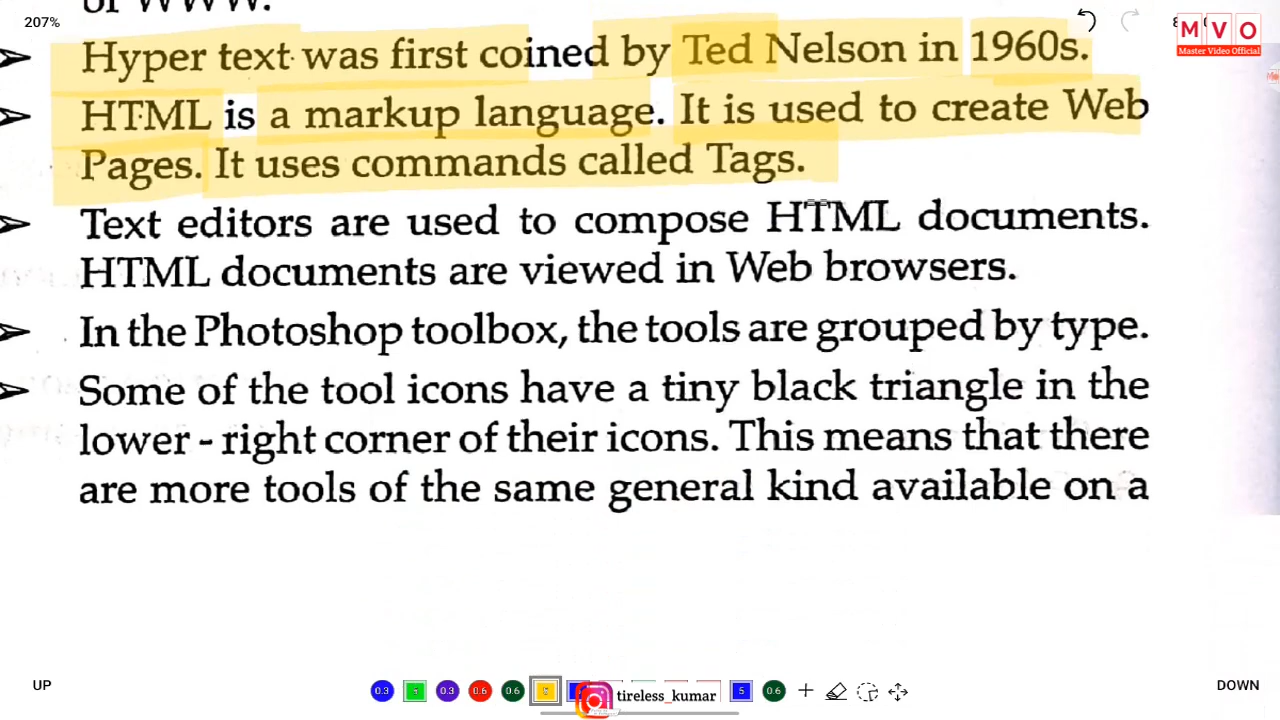 of WWW.
207%
M V O
Master Video Official
Hyper text was first coined by Ted Nelson in 1960s.
HTML is a markup language. It is used to create Web
Pages. It uses commands called Tags.
Text editors are used to compose HTML documents.
HTML documents are viewed in Web browsers.
In the Photoshop toolbox, the tools are grouped by type.
Some of the tool icons have a tiny black triangle in the
lower - right corner of their icons. This means that there
are more tools of the same general kind available on a
UP
DOWN
0.3 0.3 0.6 0.6 5 0.6
tireless_kumar